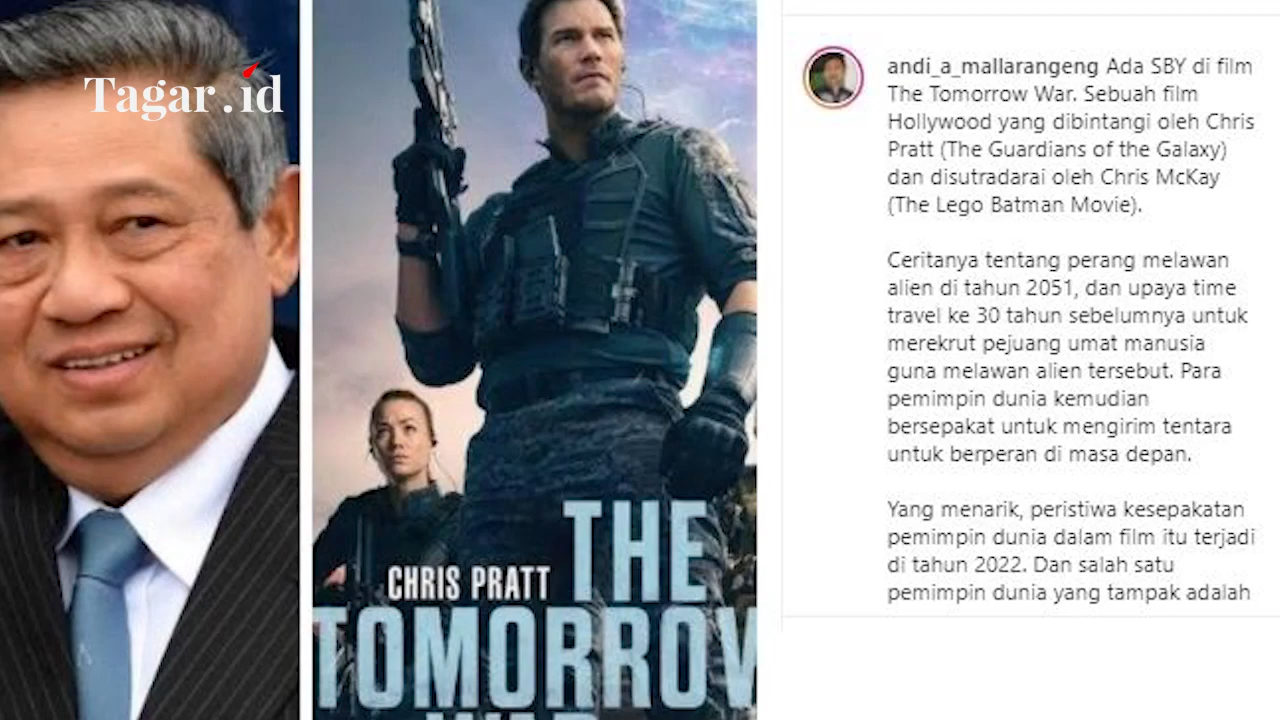 Tagar.id
CHRIS PRATT
THE
TOMORROW
WAR
andi_a_mallarangeng Ada SBY di film
The Tomorrow War. Sebuah film
Hollywood yang dibintangi oleh Chris
Pratt (The Guardians of the Galaxy)
dan disutradarai oleh Chris McKay
(The Lego Batman Movie).
Ceritanya tentang perang melawan
alien di tahun 2051, dan upaya time
travel ke 30 tahun sebelumnya untuk
merekrut pejuang umat manusia
guna melawan alien tersebut. Para
pemimpin dunia kemudian
bersepakat untuk mengirim tentara
untuk berperan di masa depan.
Yang menarik, peristiwa kesepakatan
pemimpin dunia dalam film itu terjadi
di tahun 2022. Dan salah satu
pemimpin dunia yang tampak adalah